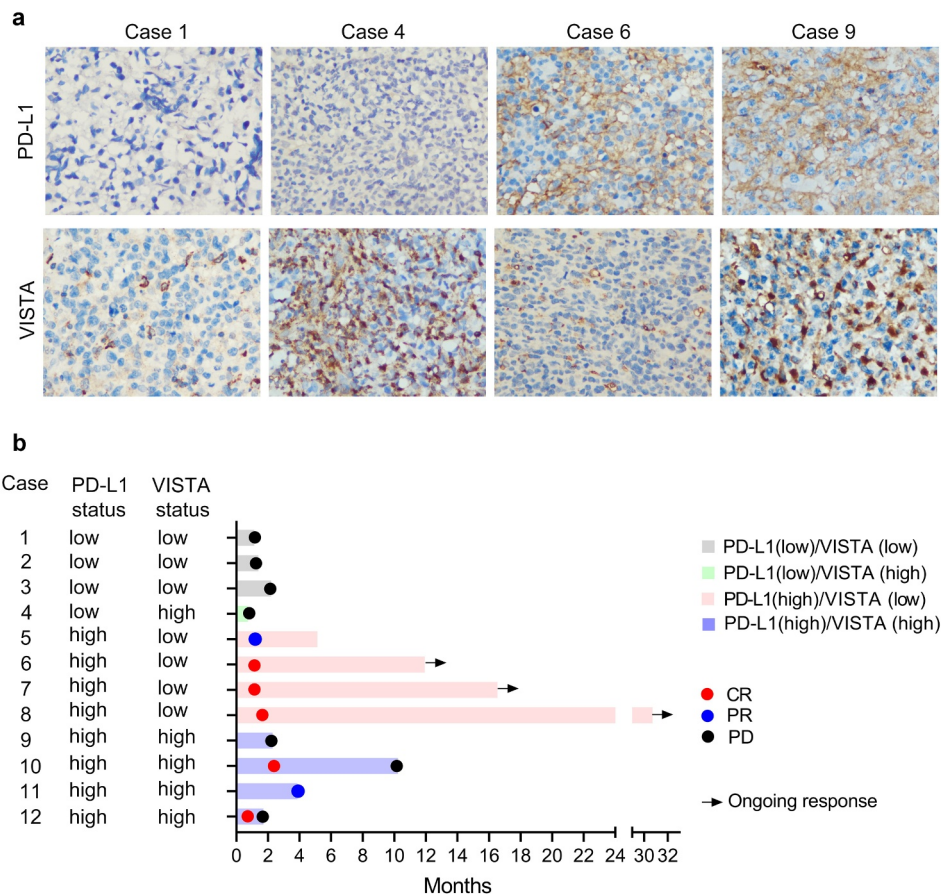 a
Case 1 Case 4 Case 6 Case 9
PD-L1
VISTA
b
Case PD-L1 status VISTA status
1 low low
2 low low
3 low low
4 low high
5 high low
6 high low
7 high low
8 high low
9 high high
10 high high
11 high high
12 high high
PD-L1(low)/VISTA (low)
PD-L1(low)/VISTA (high)
PD-L1(high)/VISTA (low)
PD-L1(high)/VISTA (high)
CR
PR
PD
Ongoing response
0 2 4 6 8 10 12 14 16 18 20 22 24 30 32
Months